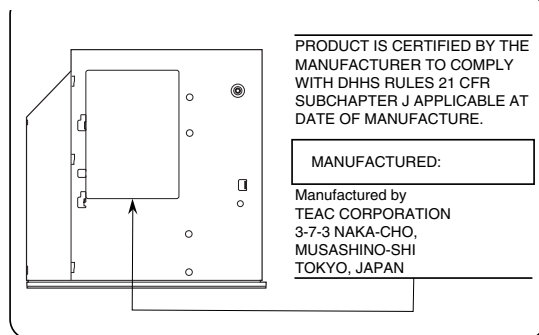 PRODUCT IS CERTIFIED BY THE
MANUFACTURER TO COMPLY
WITH DHHS RULES 21 CFR
SUBCHAPTER J APPLICABLE AT
DATE OF MANUFACTURE.
MANUFACTURED:
Manufactured by
TEAC CORPORATION
3-7-3 NAKA-CHO,
MUSASHINO-SHI
TOKYO, JAPAN